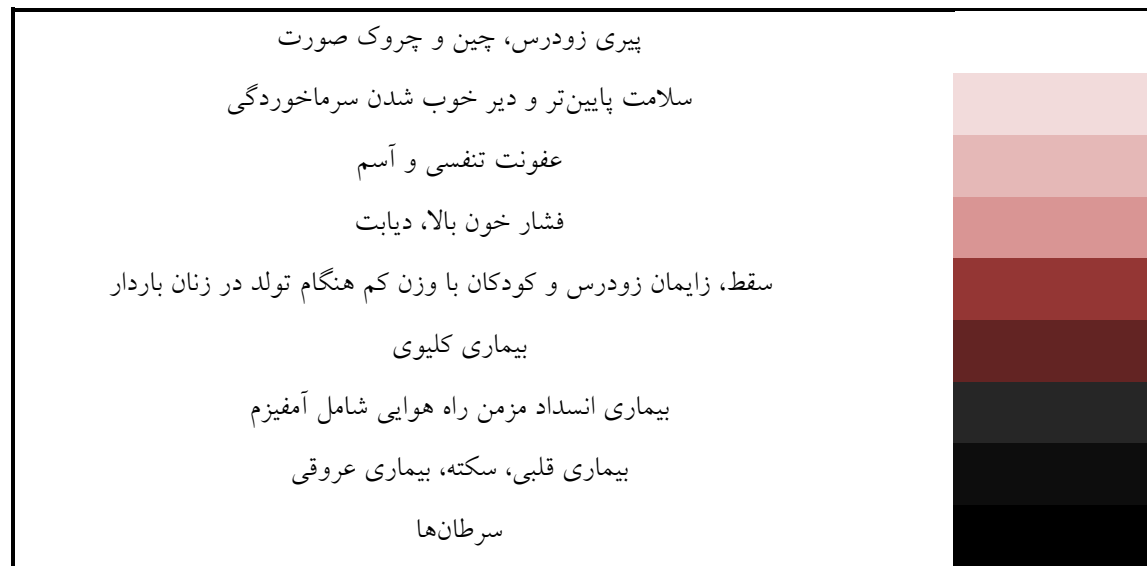 پیری زودرس، چین و چروک صورت
سلامت پایین‌تر و دیر خوب شدن سرماخوردگی
عفونت تنفسی و آسم
فشار خون بالا، دیابت
سقط، زایمان زودرس و کودکان با وزن کم هنگام تولد در زنان باردار
بیماری کلیوی
بیماری انسداد مزمن راه هوایی شامل آمفیزم
بیماری قلبی، سکته، بیماری عروقی
سرطان‌ها